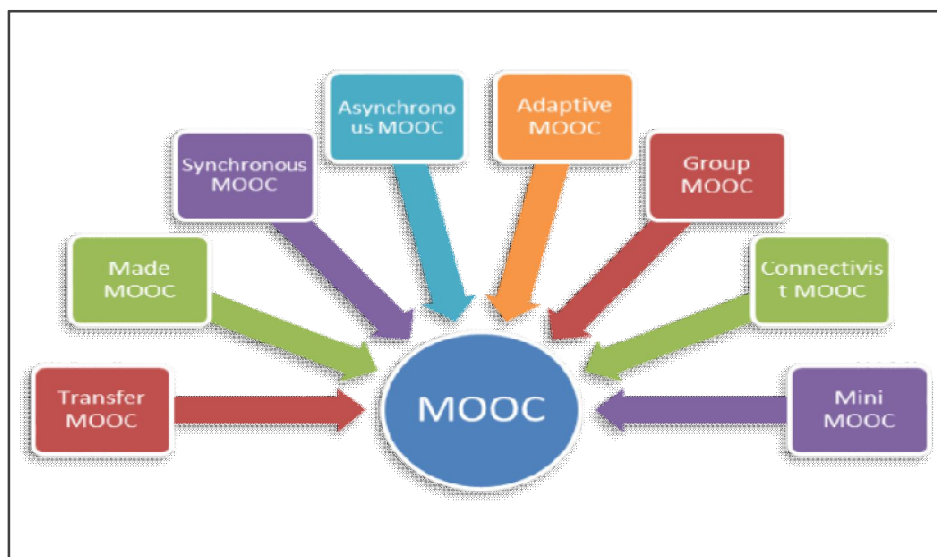 Asynchrono
us MOOC
Adaptive
MOOC
Synchronous
MOOC
Group
MOOC
Made
MOOC
Connectivis
t MOOC
Transfer
MOOC
MOOC
Mini
MOOC